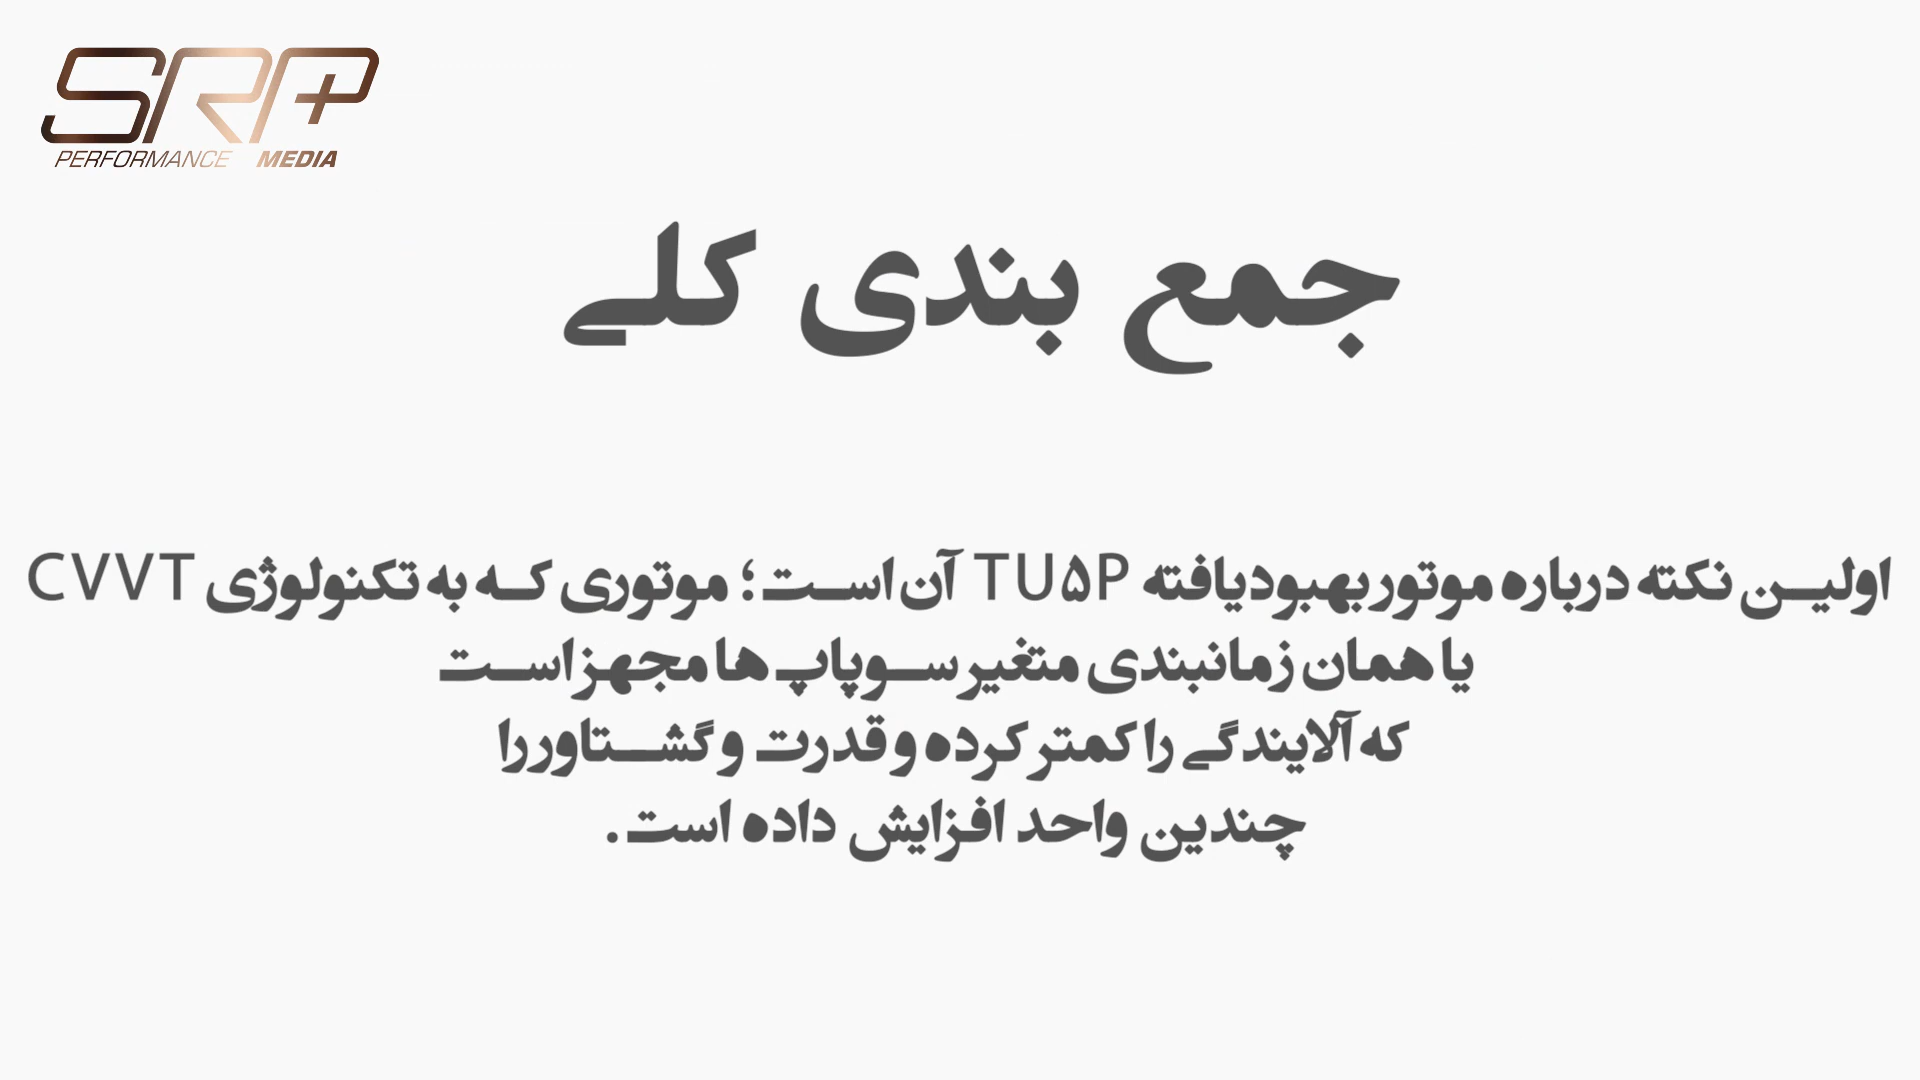 SRP+
PERFORMANCE MEDIA
جمع بندی کلی
اولین نکته درباره موتور بهبود یافته TU۵P آن است؛ موتوری که به تکنولوژی CVVT
یا همان زمانبندی متغیر سوپاپ ها مجهز است
که آلایندگی را کمتر کرده و قدرت و گشتاور را
چندین واحد افزایش داده است.